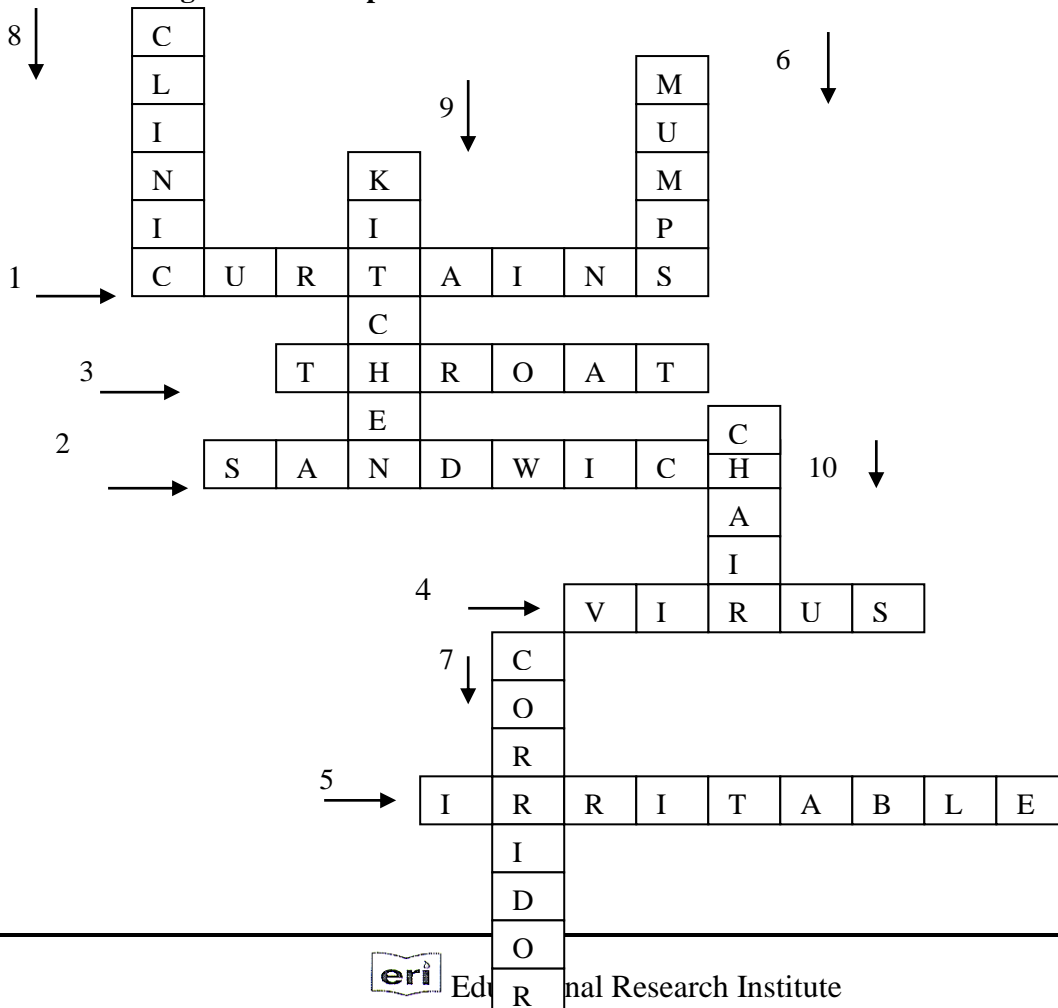 8
C
L
M
6
9
I
U
N
K
M
I
I
P
1
C U R T A I N S
C
3
T H R O A T
E
C
2
S A N D W I C H
10
A
I
4
V I R U S
7
C
O
R
5
I R R I T A B L E
I
D
O
eri Edu nal Research Institute
R